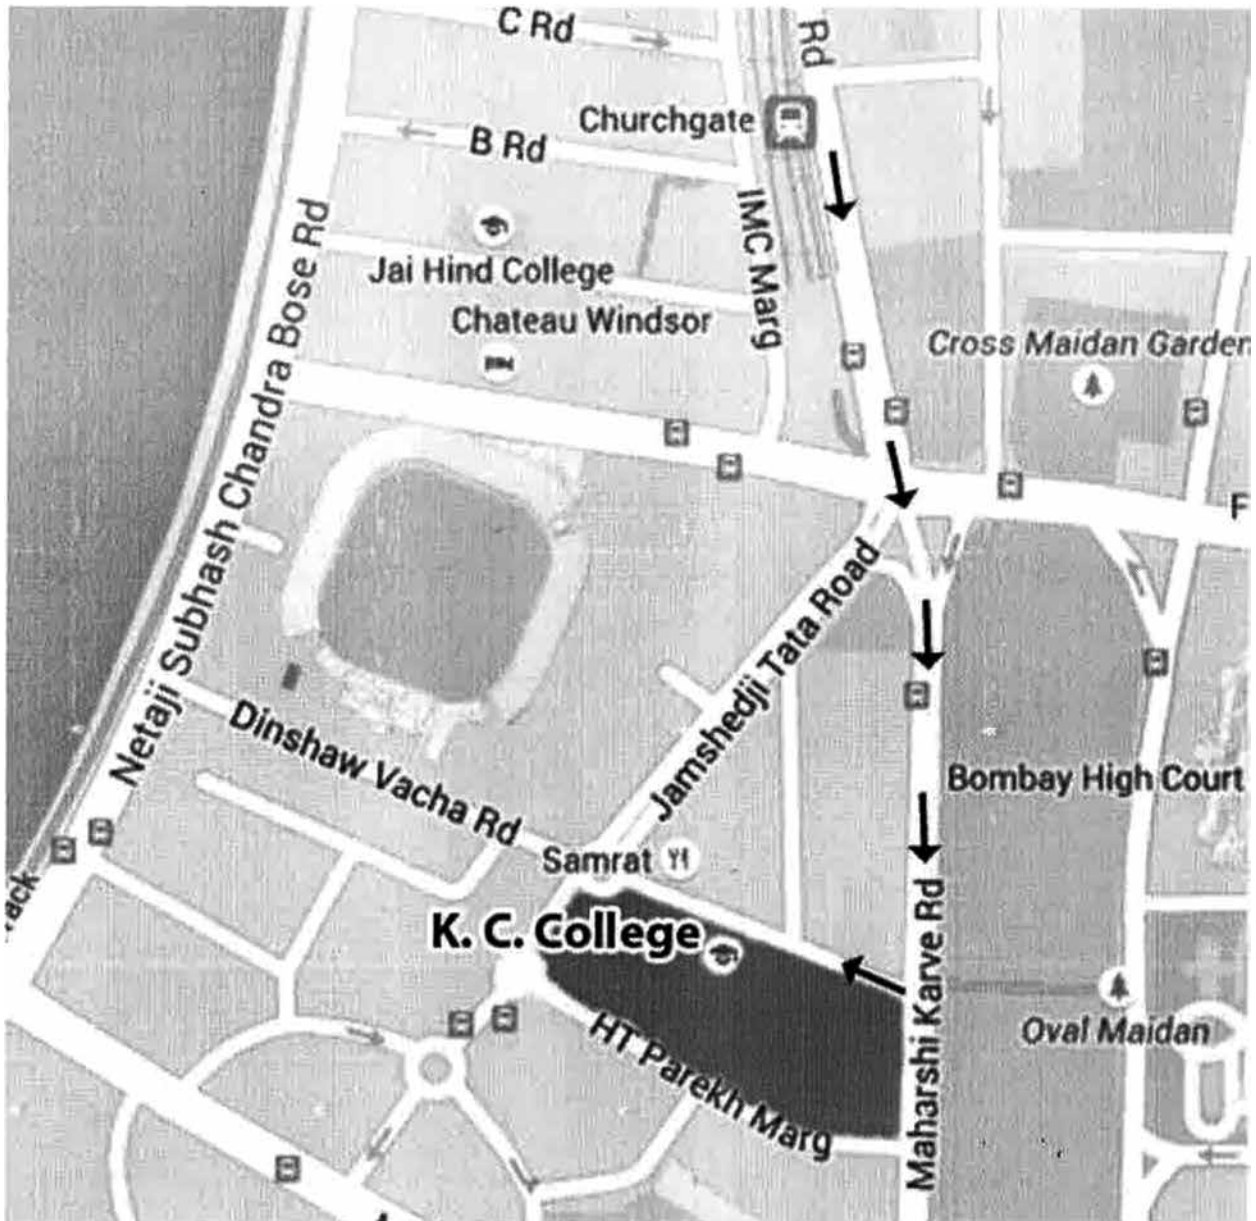 C Rd
Rd
Churchgate
B Rd
IMC Marg
Jai Hind College
Chateau Windsor
Netaji Subhash Chandra Bose Rd
Cross Maidan Garden
F
Jamshedji Tata Road
Dinshaw Vacha Rd
Bombay High Court
Samrat
K. C. College
Maharshi Karve Rd
Oval Maidan
HT Parekh Marg